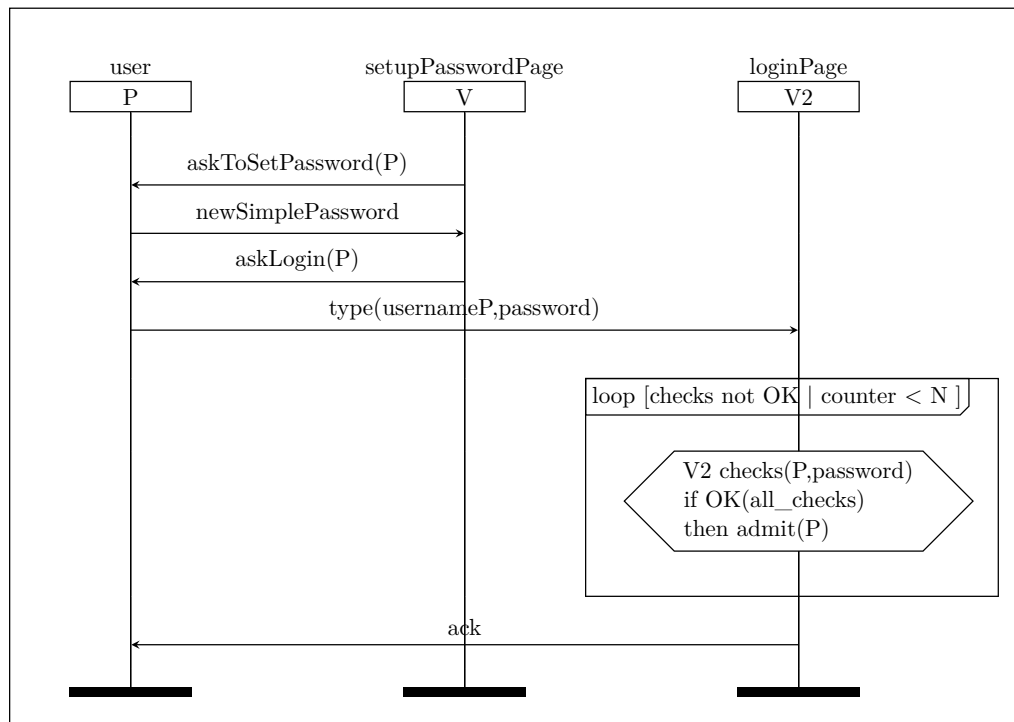 user
setupPasswordPage
loginPage
P
V
V2
askToSetPassword(P)
newSimplePassword
askLogin(P)
type(usernameP,password)
loop [checks not OK | counter < N ]
V2 checks(P,password)
if OK(all_checks)
then admit(P)
ack